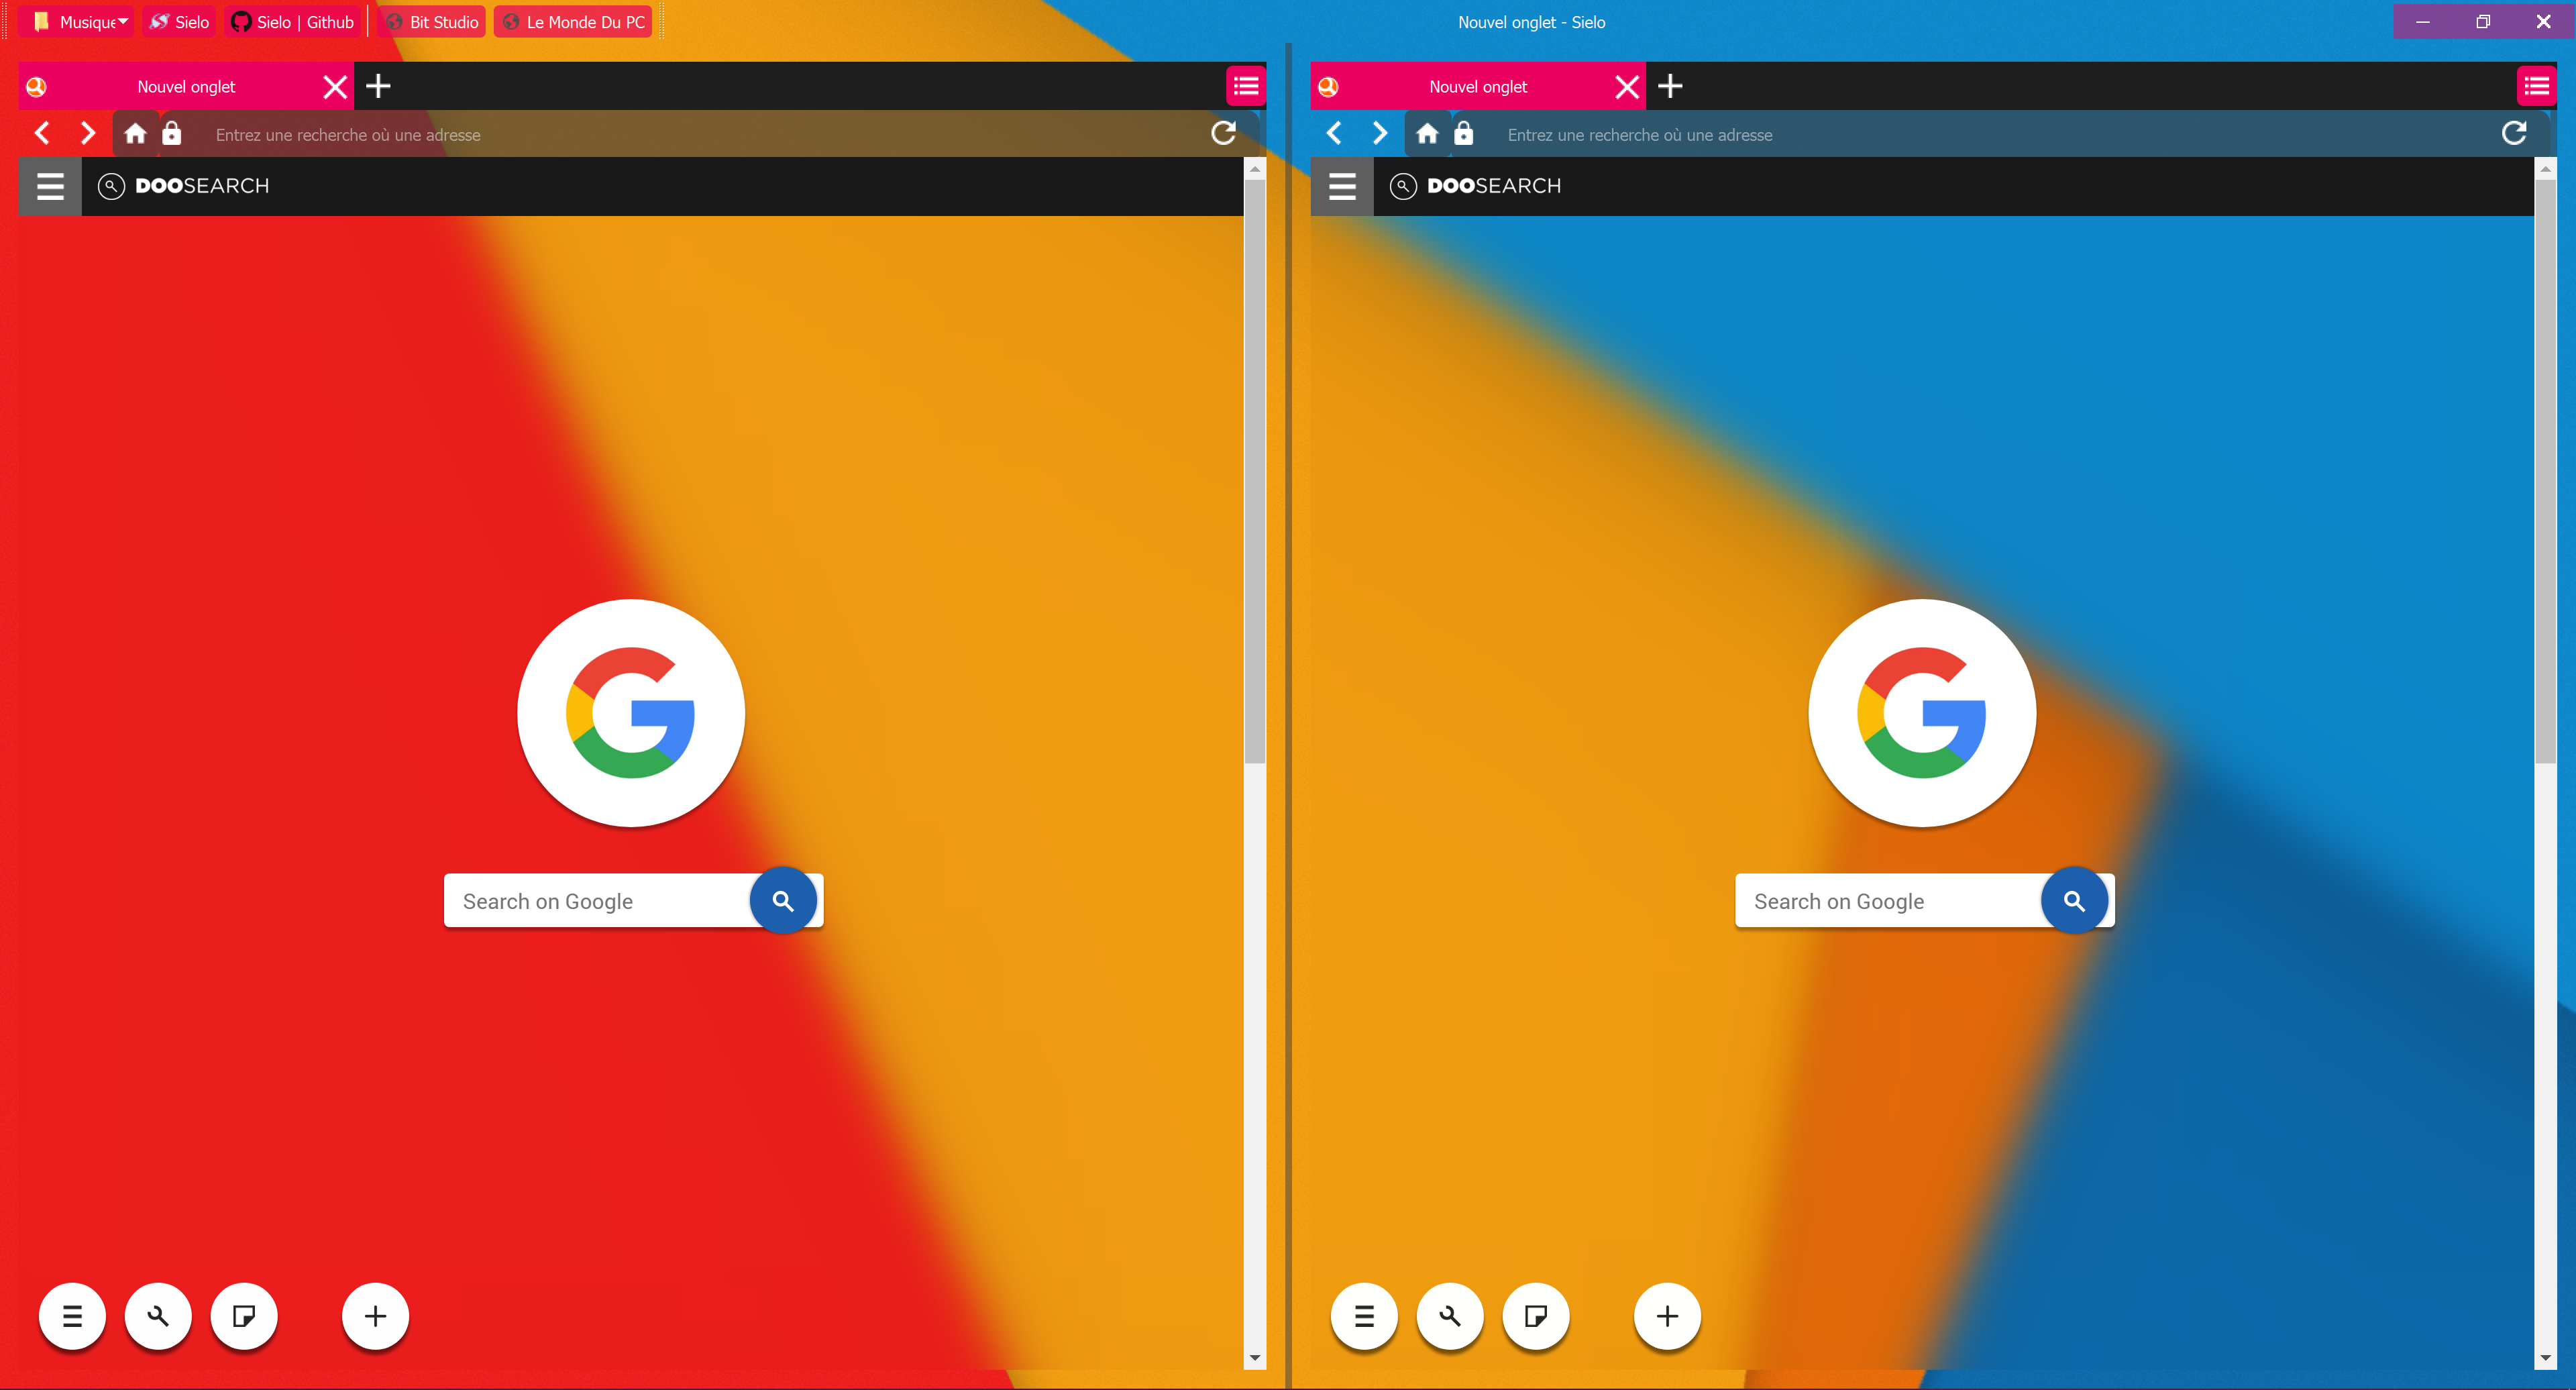 Musique Sielo Sielo | Github Bit Studio Le Monde Du PC
Nouvel onglet - Sielo
Nouvel onglet
Entrez une recherche où une adresse
DOOSEARCH
Search on Google
Nouvel onglet
Entrez une recherche où une adresse
DOOSEARCH
Search on Google